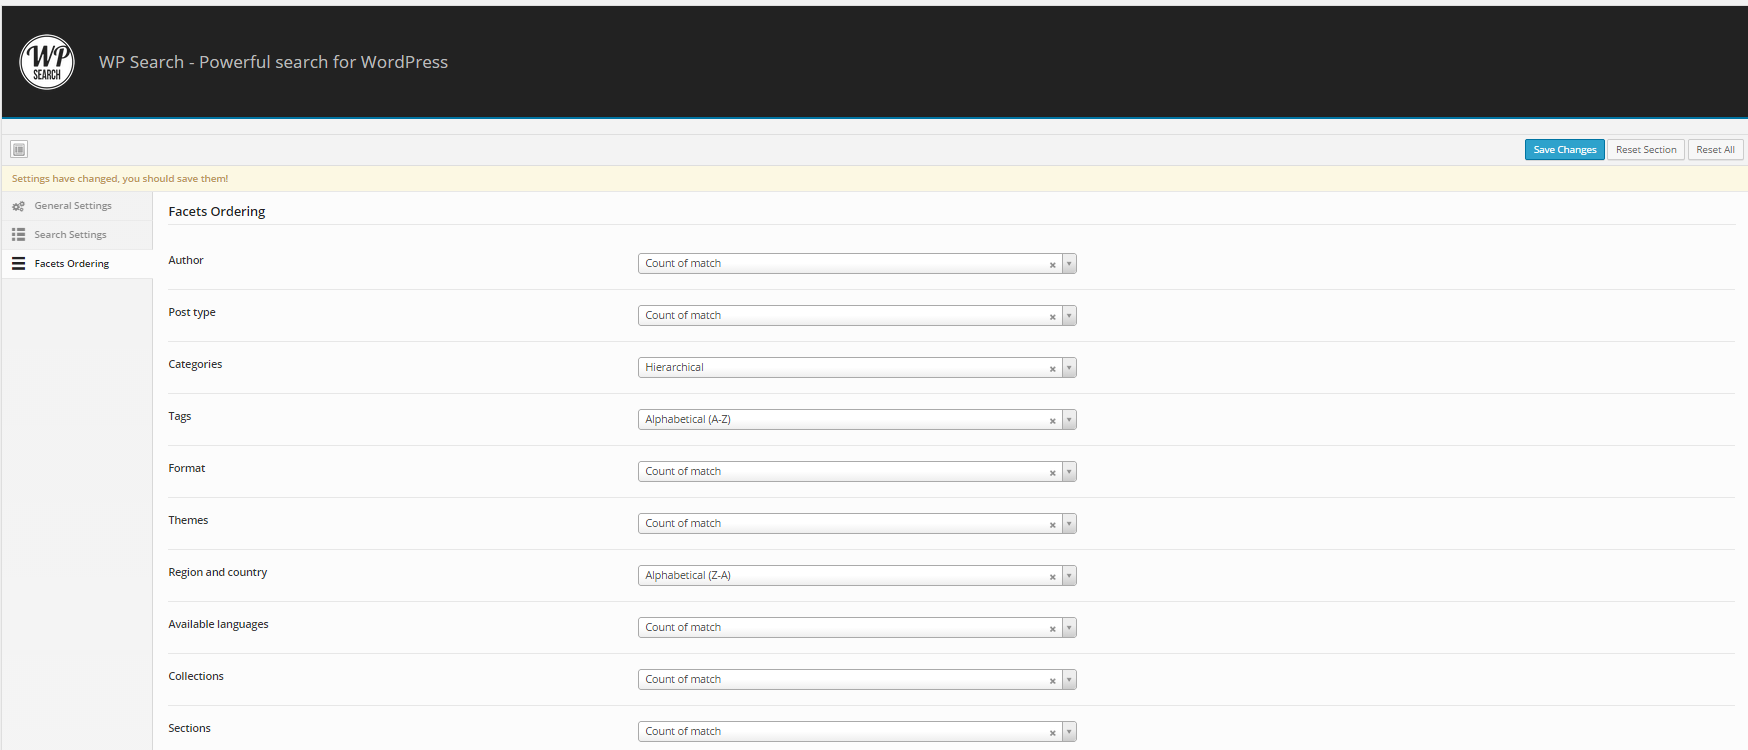 WP
SEARCH
WP Search - Powerful search for WordPress
Save Changes Reset Section Reset All
Settings have changed, you should save them!
General Settings
Search Settings
Facets Ordering
Facets Ordering
Author Count of match
Post type Count of match
Categories Hierarchical
Tags Alphabetical (A-Z)
Format Count of match
Themes Count of match
Region and country Alphabetical (Z-A)
Available languages Count of match
Collections Count of match
Sections Count of match